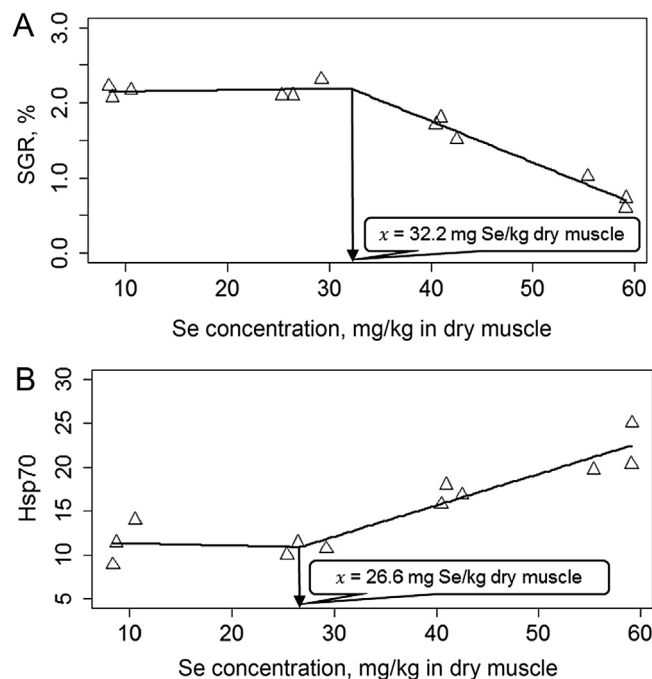 A
3.0
2.0
1.0
0.0
SGR, %
x = 32.2 mg Se/kg dry muscle
10 20 30 40 50 60
Se concentration, mg/kg in dry muscle
B
30
25
20
15
10
5
Hsp70
x = 26.6 mg Se/kg dry muscle
10 20 30 40 50 60
Se concentration, mg/kg in dry muscle